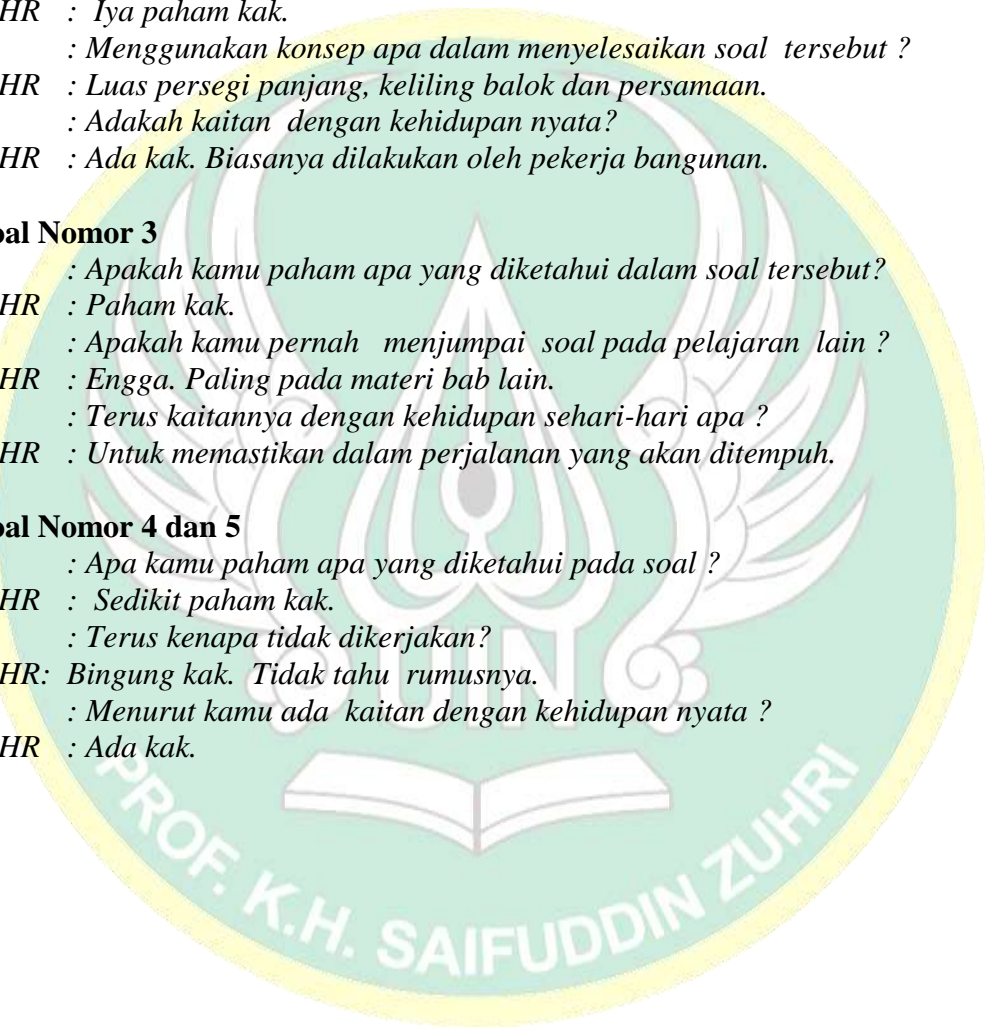 HR : Iya paham kak.
: Menggunakan konsep apa dalam menyelesaikan soal tersebut ?
HR : Luas persegi panjang, keliling balok dan persamaan.
: Adakah kaitan dengan kehidupan nyata?
HR : Ada kak. Biasanya dilakukan oleh pekerja bangunan.
oal Nomor 3
: Apakah kamu paham apa yang diketahui dalam soal tersebut?
HR : Paham kak.
: Apakah kamu pernah menjumpai soal pada pelajaran lain ?
HR : Engga. Paling pada materi bab lain.
: Terus kaitannya dengan kehidupan sehari-hari apa ?
HR : Untuk memastikan dalam perjalanan yang akan ditempuh.
oal Nomor 4 dan 5
: Apa kamu paham apa yang diketahui pada soal ?
HR : Sedikit paham kak.
: Terus kenapa tidak dikerjakan?
HR: Bingung kak. Tidak tahu rumusnya.
: Menurut kamu ada kaitan dengan kehidupan nyata ?
HR : Ada kak.
UIN
PROF. K.H. SAIFUDDIN ZUHRI